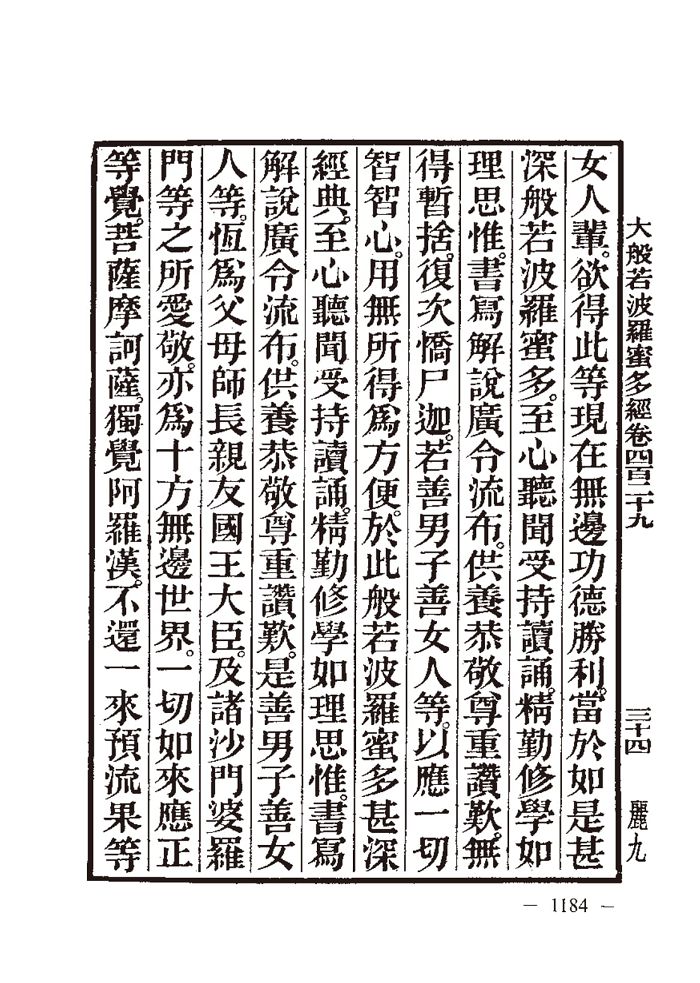 大般若波羅蜜多經卷四百二十九
三十四
麗九
女人輩。欲得此等現在無邊功德勝利。當於如是甚
深般若波羅蜜多。至心聽聞受持讀誦。精勤修學如
理思惟。書寫解說廣令流布。供養恭敬尊重讚歎。無
得暫捨。復次憍尸迦。若善男子善女人等。以應一切
智智心。用無所得為方便。於此般若波羅蜜多甚深
經典。至心聽聞受持讀誦。精勤修學如理思惟。書寫
解說廣令流布。供養恭敬尊重讚歎。是善男子善女
人等。恆為父母師長親友國王大臣。及諸沙門婆羅
門等之所愛敬。亦為十方無邊世界。一切如來應正
等覺。菩薩摩訶薩。獨覺阿羅漢。不還一來預流果等
— 1184 —